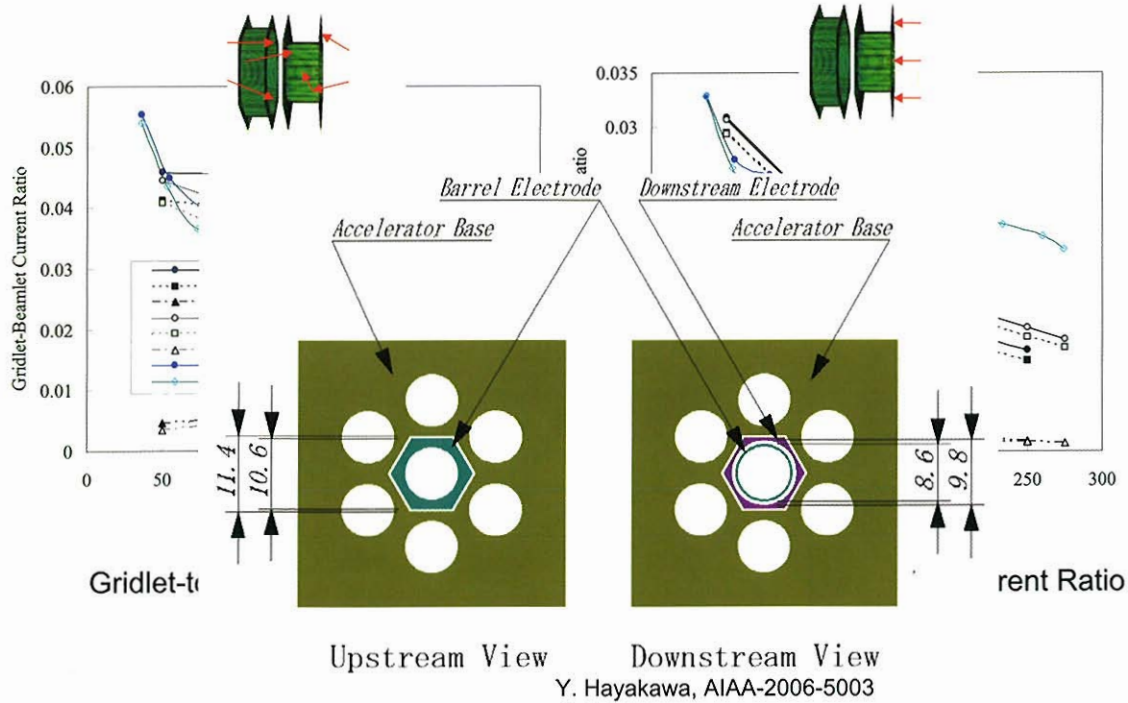 0.06
0.05
0.04
0.03
0.02
0.01
0
0
50
Gridlet-Beamlet Current Ratio
0.035
0.03
atio
Barrel Electrode
Downstream Electrode
Accelerator Base
Accelerator Base
11.4
10.6
8.6
9.8
250
300
Gridlet-to
rent Ratio
Upstream View
Downstream View
Y. Hayakawa, AIAA-2006-5003